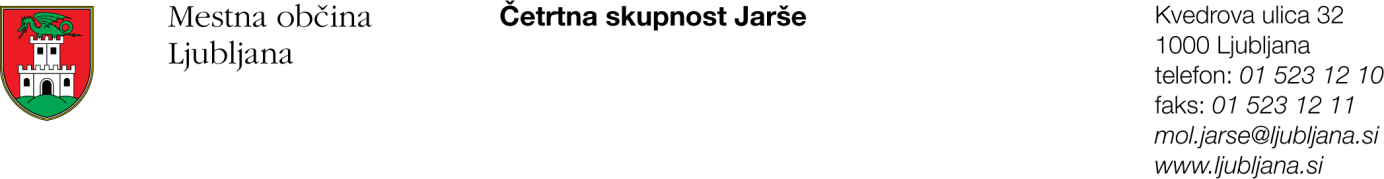 Mestna občina
Ljubljana
Četrtna skupnost Jarše
Kvedrova ulica 32
1000 Ljubljana
telefon: 01 523 12 10
faks: 01 523 12 11
mol.jarse@ljubljana.si
www.ljubljana.si